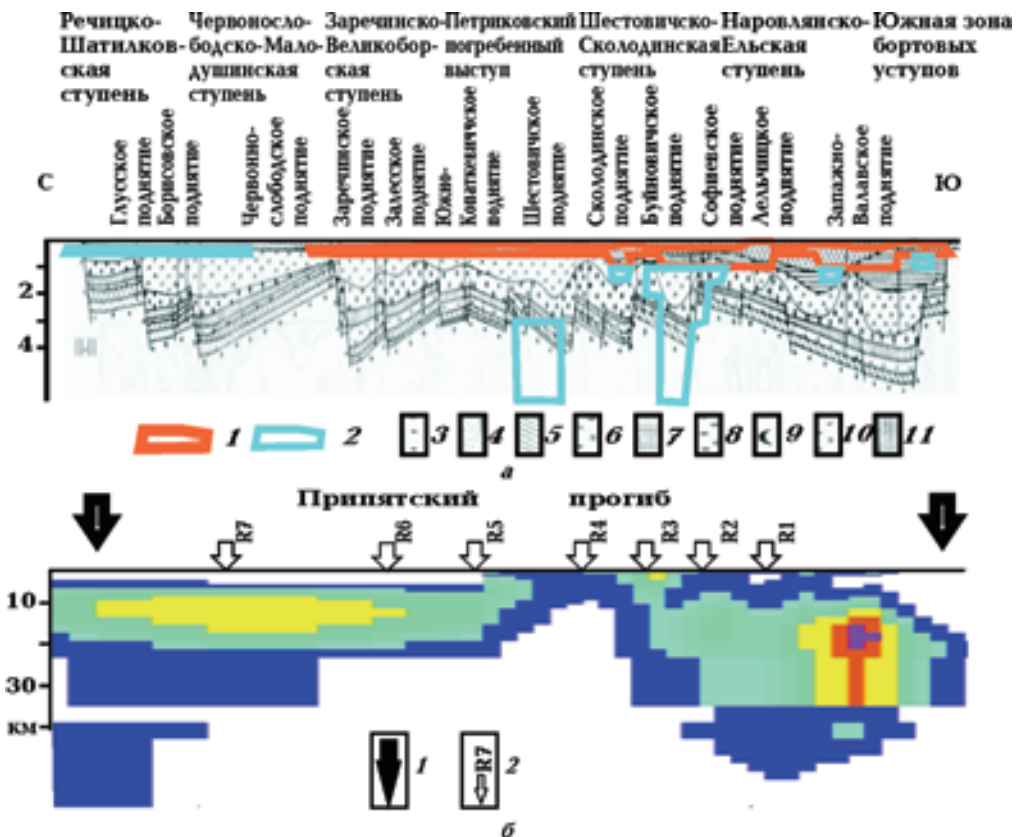 Речицко-
Шатилков-
ская
ступень
Червоносло-
бодско-Мало-
душинская
ступень
Заречинско-
Великобор-
ская
ступень
Петриковский
погребенный
выступ
Шестовичско-
Сколодинская
ступень
Наровлянско-
Ельская
ступень
Южная зона
бортовых
уступов
С
Глусское
поднятие
Борисовское
поднятие
Червонно-
слободское
поднятие
Заречинское
поднятие
Залесское
поднятие
Южно-
Копаткевичское
поднятие
Шестовичское
поднятие
Сколодинское
поднятие
Буйновичское
поднятие
Софиевское
поднятие
Лельчицкое
поднятие
Западно-
Валавское
поднятие
Ю
2
4
1 2 3 4 5 6 7 8 9 10 11
а
Припятский прогиб
R7 R6 R5 R4 R3 R2 R1
10
30
км
1 R7 2
б